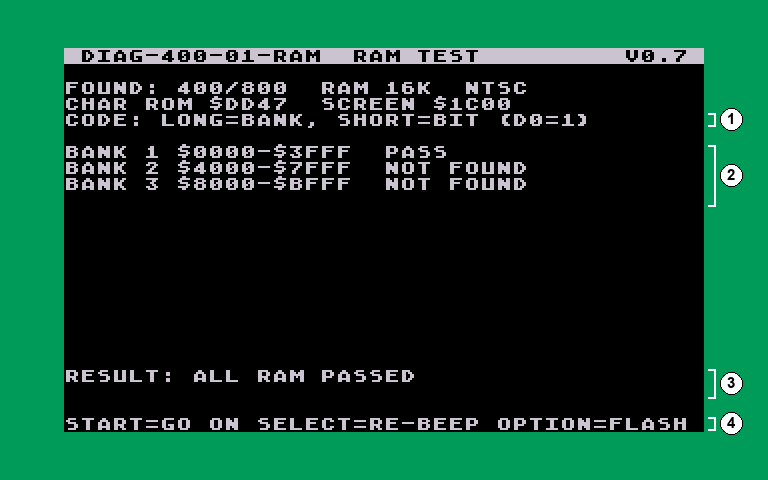 DIAG-400-01-RAM RAM TEST V0.7
FOUND: 400/800 RAM 16K NTSC
CHAR ROM $DD47 SCREEN $1C00
CODE: LONG=BANK, SHORT=BIT (D0=1)
1
BANK 1 $0000-$3FFF PASS
BANK 2 $4000-$7FFF NOT FOUND
2
BANK 3 $8000-$BFFF NOT FOUND
RESULT: ALL RAM PASSED
3
START=GO ON SELECT=RE-BEEP OPTION=FLASH
4